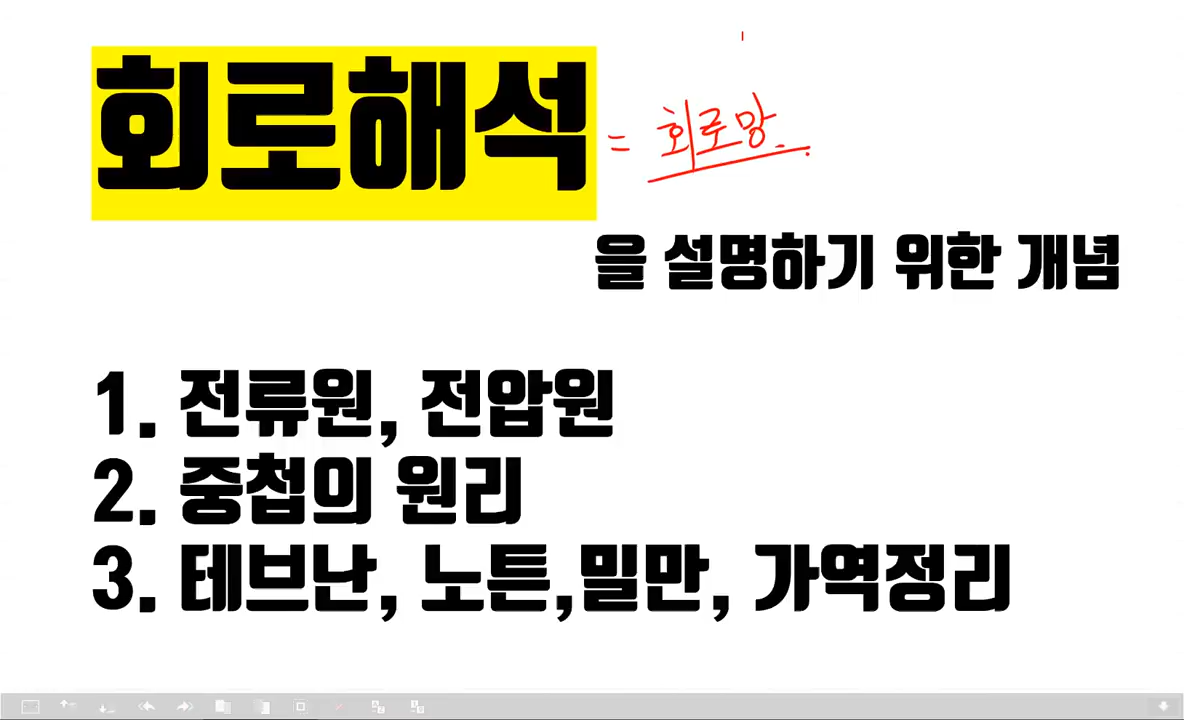 회로해석 = 회로망
을 설명하기 위한 개념
1. 전류원, 전압원
2. 중첩의 원리
3. 테브난, 노튼,밀만, 가역정리